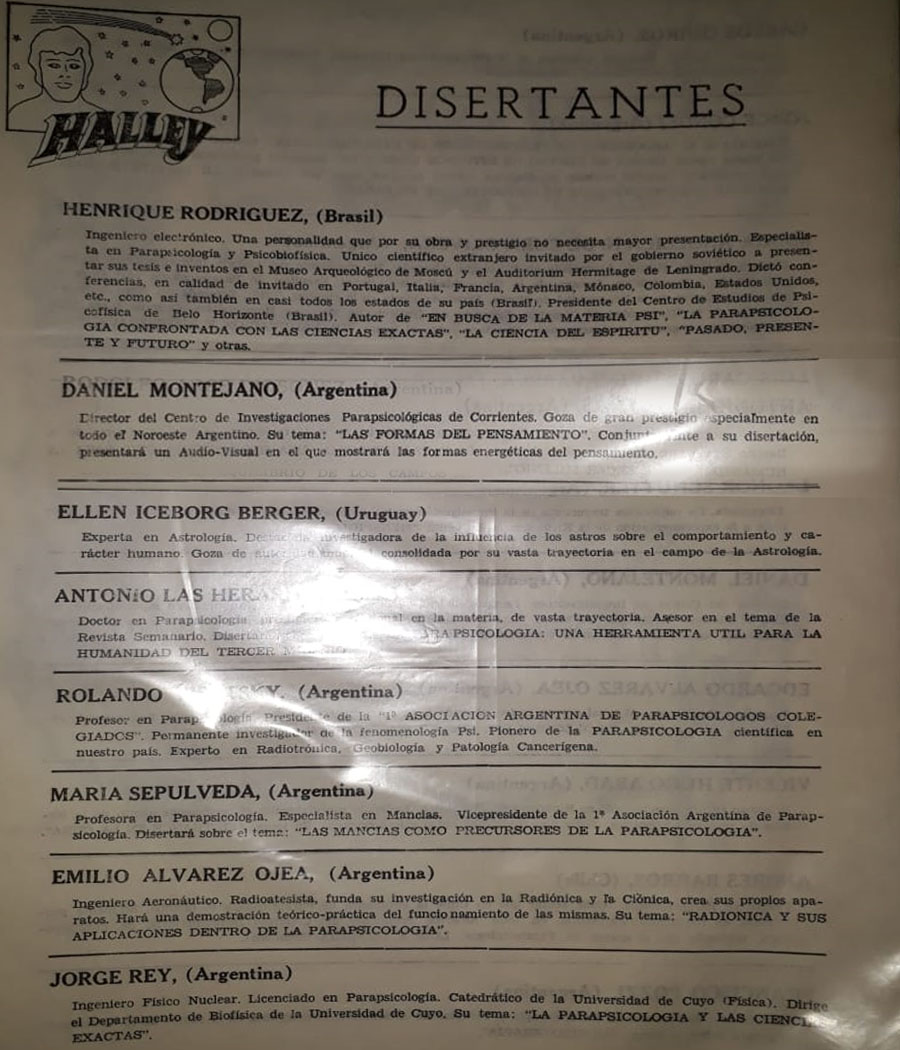 HALLEY
DISERTANTES
HENRIQUE RODRIGUEZ, (Brasil)
Ingeniero electrónico. Una personalidad que por su obra y prestigio no necesita mayor presentación. Especialis-
ta en Parapsicología y Psicobiofísica. Unico científico extranjero invitado por el gobierno soviético a presen-
tar sus tesis e inventos en el Museo Arqueológico de Moscú y el Auditorium Hermitage de Leningrado. Dictó con-
ferencias, en calidad de invitado en Portugal, Italia, Francia, Argentina, Mónaco, Colombia, Estados Unidos,
etc., como así también en casi todos los estados de su país (Brasil). Presidente del Centro de Estudios de Psi-
cofísica de Belo Horizonte (Brasil). Autor de "EN BUSCA DE LA MATERIA PSI", "LA PARAPSICOLO-
GIA CONFRONTADA CON LAS CIENCIAS EXACTAS", "LA CIENCIA DEL ESPIRITU", "PASADO, PRESEN-
TE Y FUTURO" y otras.
DANIEL MONTEJANO, (Argentina)
Director del Centro de Investigaciones Parapsicológicas de Corrientes. Goza de gran prestigio especialmente en
todo el Noroeste Argentino. Su tema: "LAS FORMAS DEL PENSAMIENTO". a su disertación,
presentará un Audio-Visual en el que mostrará las formas energéticas del pensamiento.
ELLEN ICEBORG BERGER, (Uruguay)
Experta en Astrología. investigadora de la influencia de los astros sobre el comportamiento y ca-
rácter humano. Goza de consolidada por su vasta trayectoria en el campo de la Astrología.
ANTONIO LAS
Doctor en Parapsicología, en la materia, de vasta trayectoria. Asesor en el tema de la
Revista Semanario. PARAPSICOLOGIA: UNA HERRAMIENTA UTIL PARA LA
HUMANIDAD DEL TERCER
ROLANDO (Argentina)
Profesor en Parapsicología. Presidente de la "1ª ASOCIACION ARGENTINA DE PARAPSICOLOGOS COLE-
GIADOS". Permanente investigador de la fenomenología Psi. Pionero de la PARAPSICOLOGIA científica en
nuestro país. Experto en Radiotrónica, Geobiología y Patología Cancerígena.
MARIA SEPULVEDA, (Argentina)
Profesora en Parapsicología. Especialista en Mancias. Vicepresidente de la 1ª Asociación Argentina de Parap-
sicología. Disertará sobre el tema: "LAS MANCIAS COMO PRECURSORES DE LA PARAPSICOLOGIA".
EMILIO ALVAREZ OJEA, (Argentina)
Ingeniero Aeronáutico. Radioatesista, funda su investigación en la Radiónica y la Ciónica, crea sus propios apa-
ratos. Hará una demostración teórico-práctica del funcionamiento de las mismas. Su tema: "RADIONICA Y SUS
APLICACIONES DENTRO DE LA PARAPSICOLOGIA".
JORGE REY, (Argentina)
Ingeniero Físico Nuclear. Licenciado en Parapsicología. Catedrático de la Universidad de Cuyo (Física). Dirige
el Departamento de Biofísica de la Universidad de Cuyo. Su tema: "LA PARAPSICOLOGIA Y LAS CIENCIAS
EXACTAS".